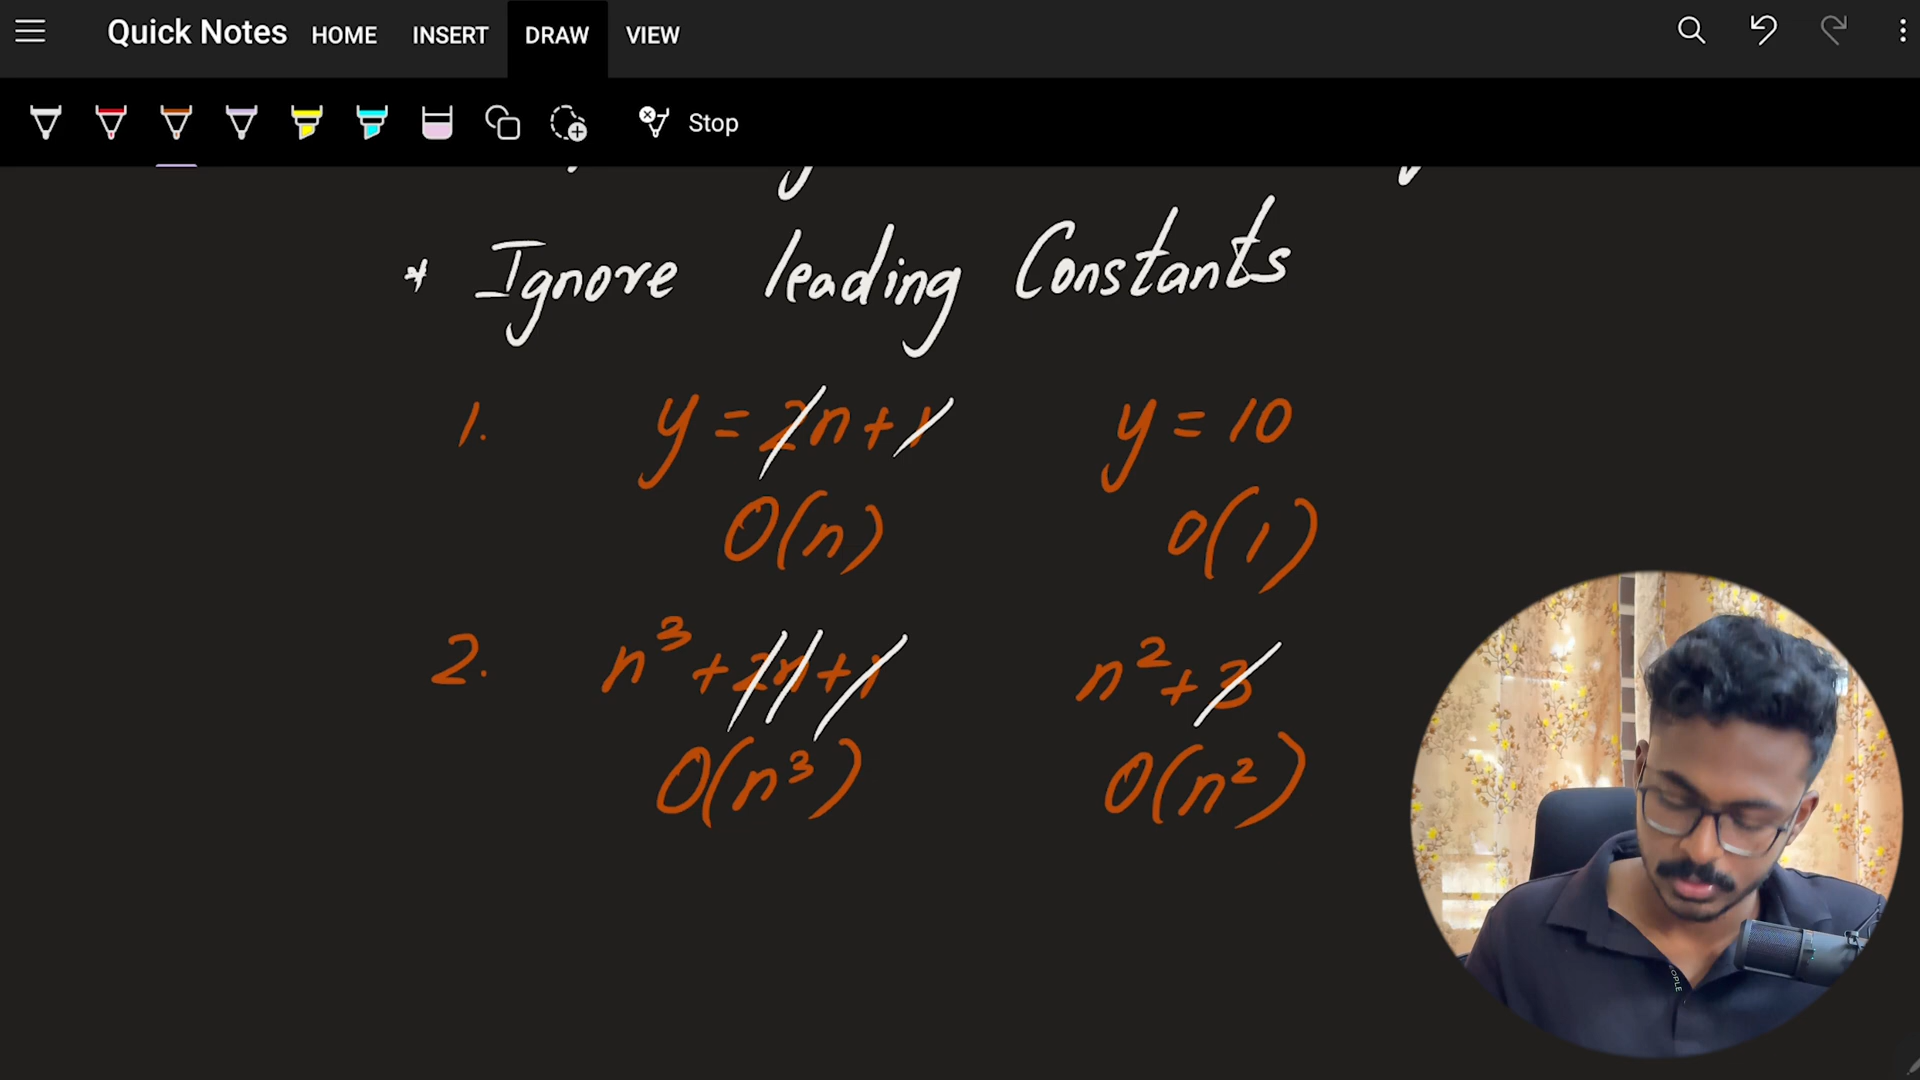 Quick Notes HOME INSERT DRAW VIEW
Stop
* Ignore leading Constants
1. y = 2n + 1 y = 10
O(n) O(1)
2. n³ + 2n + 1 n² + 3
O(n³) O(n²)
OPLE